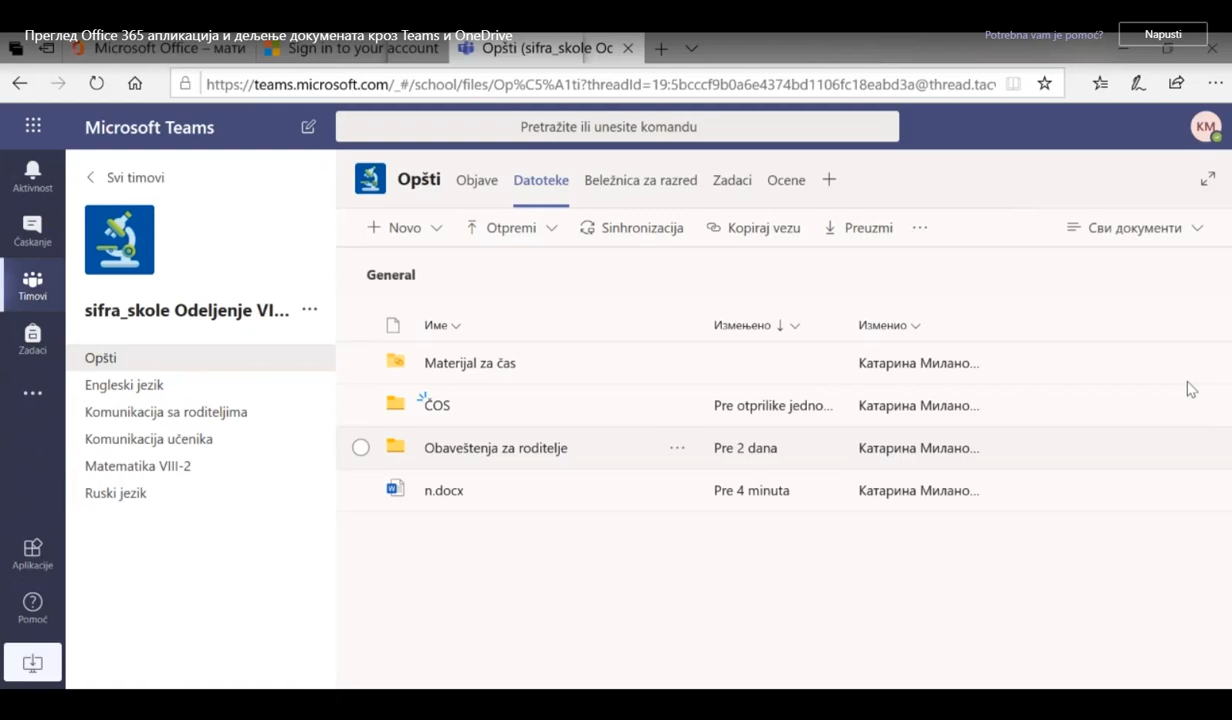 Преглед Office 365 апликација и дељење докумената кроз Teams и OneDrive
Potrebna vam je pomoć?
Napusti
Microsoft Office – мати
Sign in to your account
Opšti (sifra_skole Oc
https://teams.microsoft.com/_#/school/files/Op%C5%A1ti?threadId=19:5bcccf9b0a6e4374bd1106fc18eabd3a@thread.tacv
Microsoft Teams
Pretražite ili unesite komandu
KM
Aktivnost
Ćaskanje
Timovi
Zadaci
Aplikacije
Pomoć
Svi timovi
sifra_skole Odeljenje VI...
Opšti
Engleski jezik
Komunikacija sa roditeljima
Komunikacija učenika
Matematika VIII-2
Ruski jezik
Opšti
Objave
Datoteke
Beležnica za razred
Zadaci
Ocene
Novo
Otpremi
Sinhronizacija
Kopiraj vezu
Preuzmi
Сви документи
General
Име
Измењено
Изменио
Materijal za čas
Катарина Милано...
ČOS
Pre otprilike jedno...
Катарина Милано...
Obaveštenja za roditelje
Pre 2 dana
Катарина Милано...
n.docx
Pre 4 minuta
Катарина Милано...